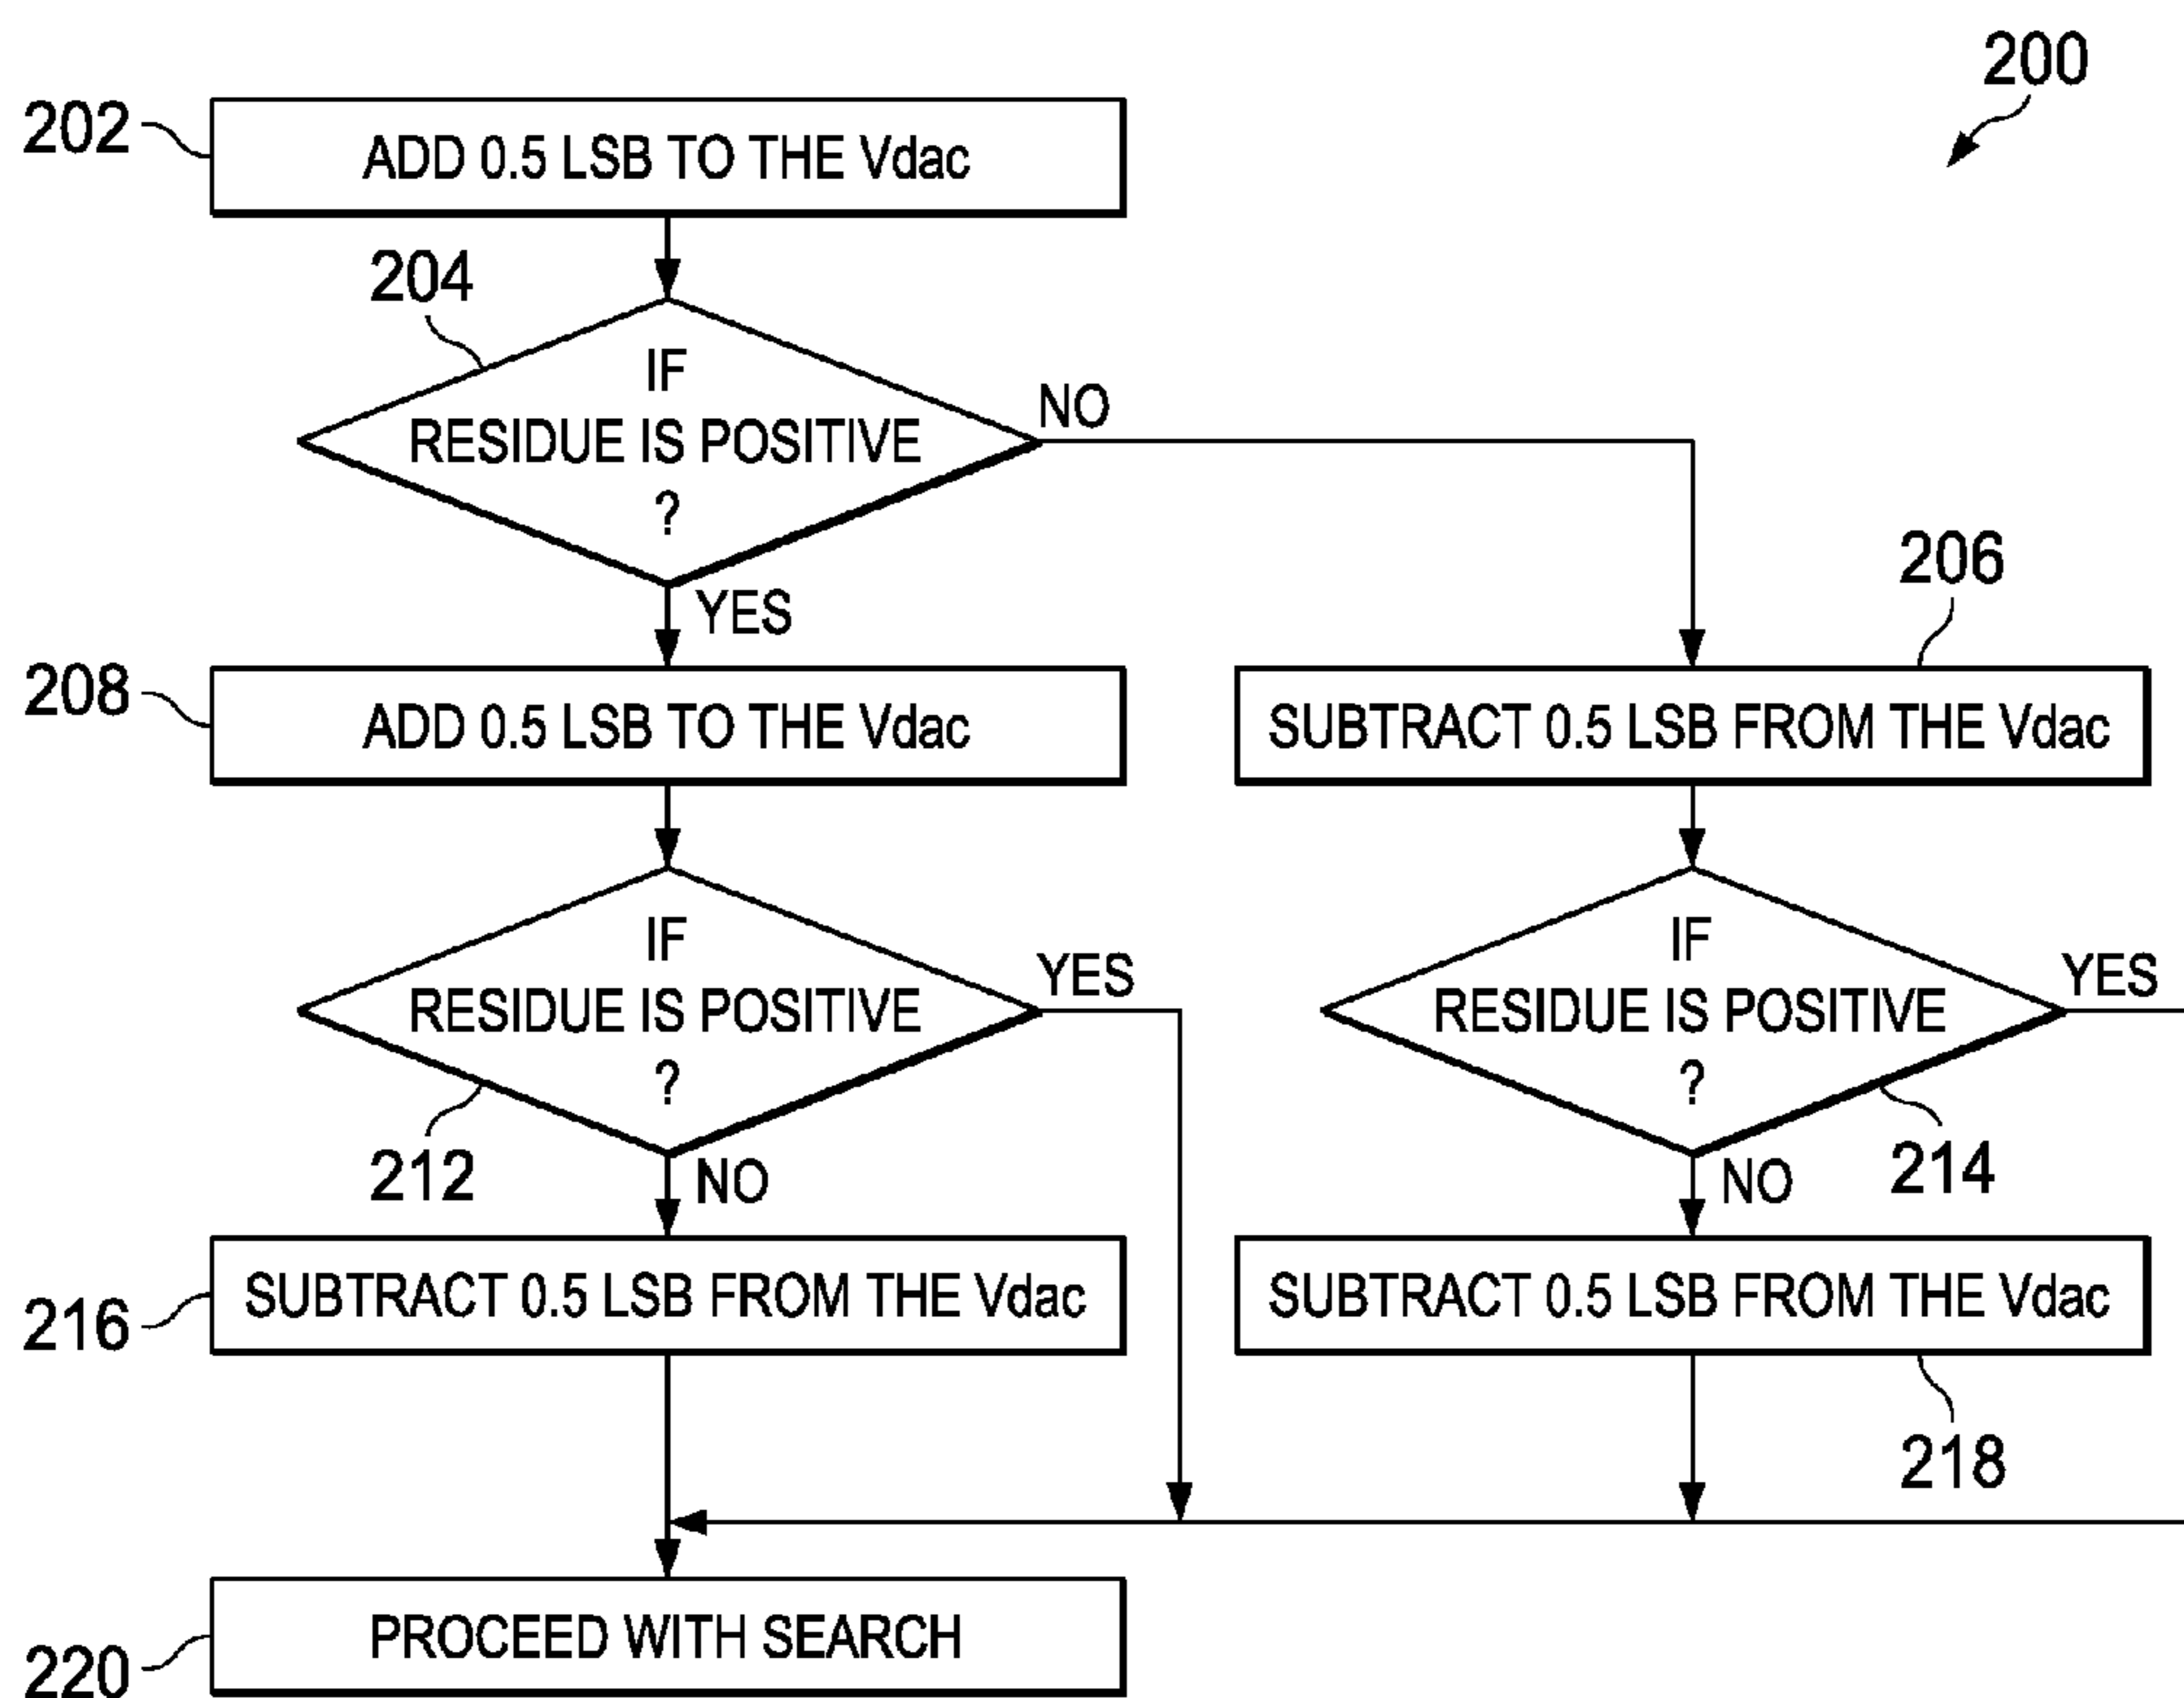 200
202
ADD 0.5 LSB TO THE Vdac
204
IF
RESIDUE IS POSITIVE
?
NO
YES
206
208
ADD 0.5 LSB TO THE Vdac
SUBTRACT 0.5 LSB FROM THE Vdac
IF
RESIDUE IS POSITIVE
?
YES
212
NO
IF
RESIDUE IS POSITIVE
?
YES
214
NO
216
SUBTRACT 0.5 LSB FROM THE Vdac
SUBTRACT 0.5 LSB FROM THE Vdac
218
220
PROCEED WITH SEARCH